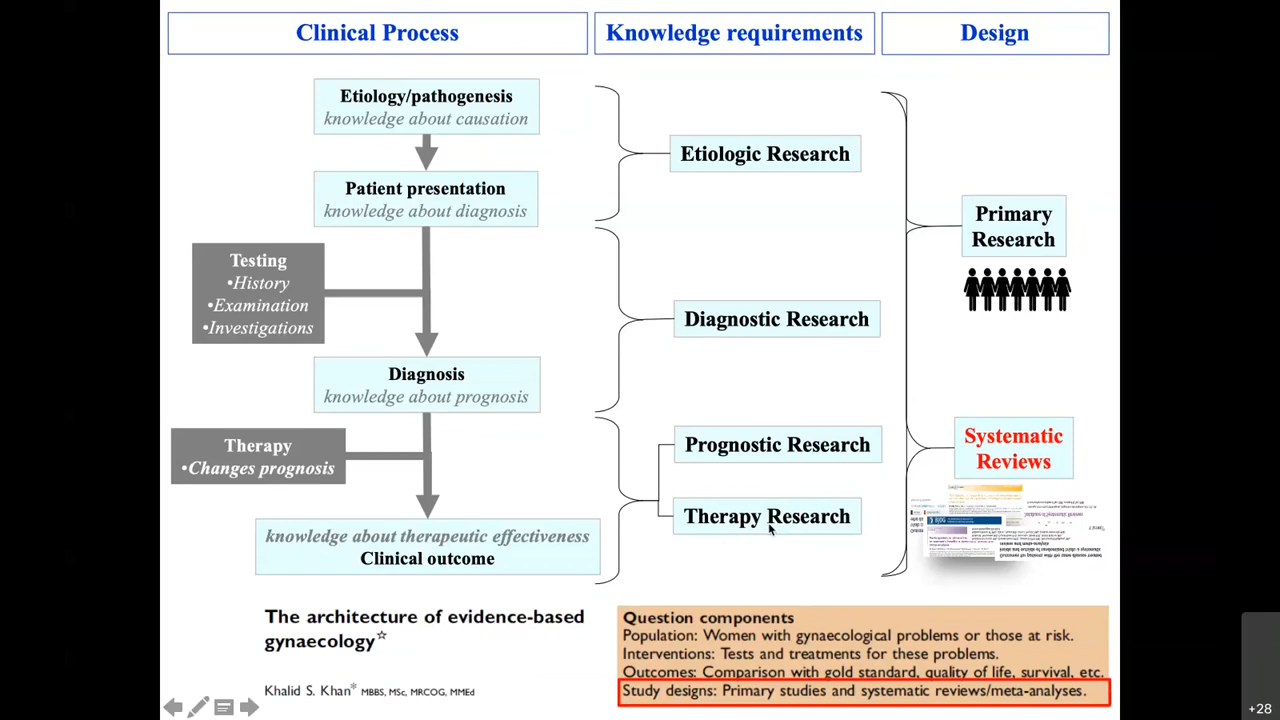 Clinical Process
Knowledge requirements
Design
Etiology/pathogenesis
knowledge about causation
Patient presentation
knowledge about diagnosis
Testing
•History
•Examination
•Investigations
Diagnosis
knowledge about prognosis
Therapy
•Changes prognosis
knowledge about therapeutic effectiveness
Clinical outcome
Etiologic Research
Diagnostic Research
Prognostic Research
Therapy Research
Primary
Research
Systematic
Reviews
The architecture of evidence-based
gynaecology☆
Khalid S. Khan* MBBS, MSc, MRCOG, MMEd
Question components
Population: Women with gynaecological problems or those at risk.
Interventions: Tests and treatments for these problems.
Outcomes: Comparison with gold standard, quality of life, survival, etc.
Study designs: Primary studies and systematic reviews/meta-analyses.
+28